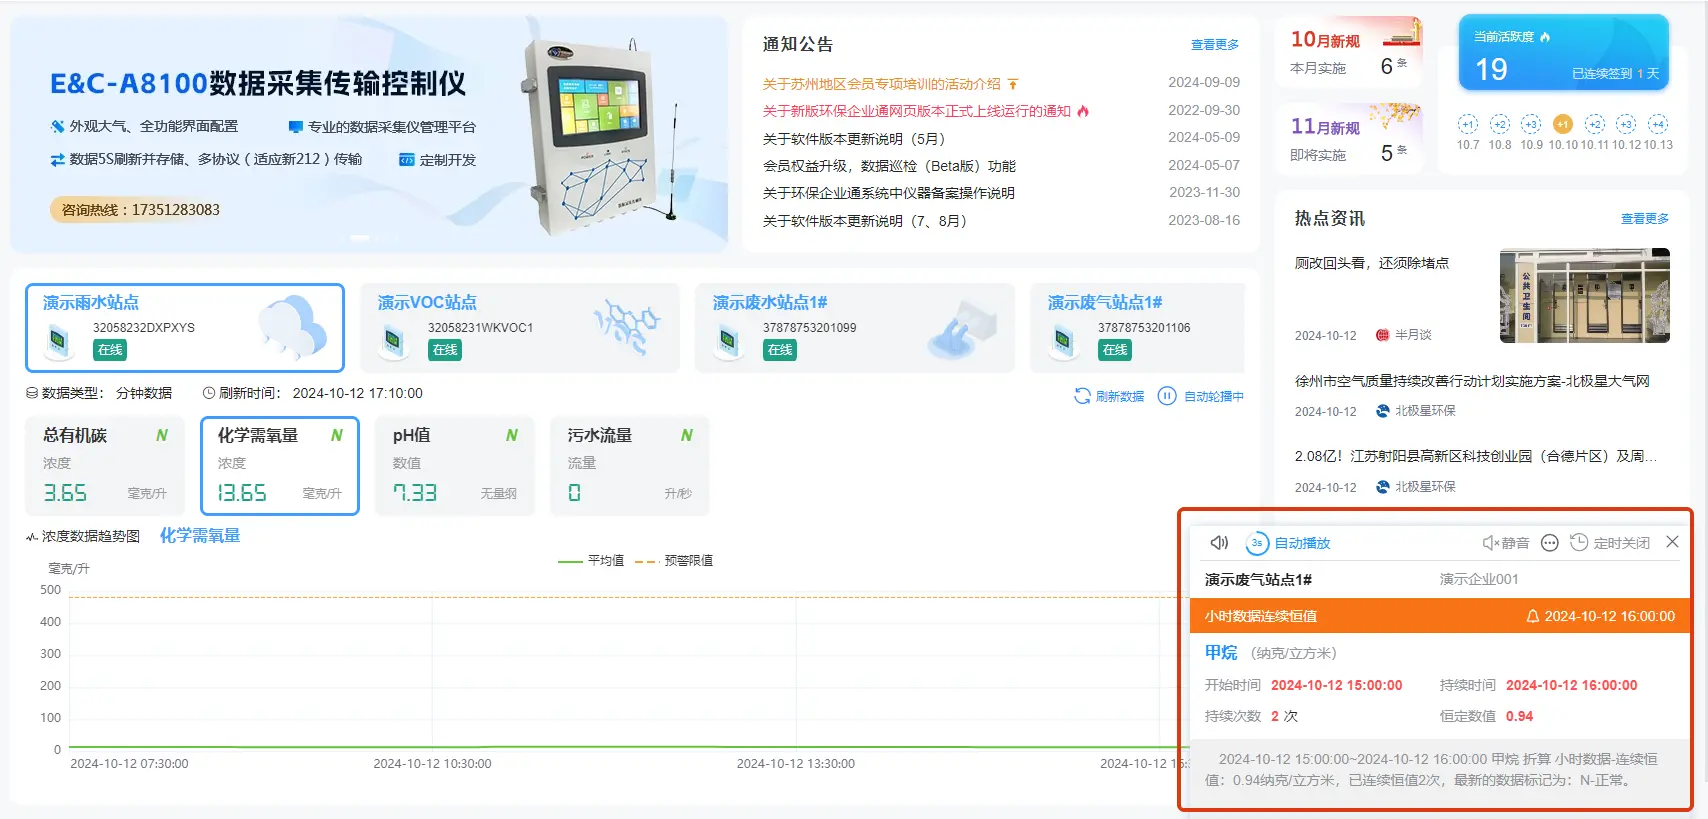 E&C-A8100数据采集传输控制仪
外观大气、全功能界面配置
专业的数据采集仪管理平台
数据5S刷新并存储、多协议（适应新212）传输
定制开发
咨询热线：17351283083
通知公告
查看更多
关于苏州地区会员专项培训的活动介绍
2024-09-09
关于新版环保企业通网页版本正式上线运行的通知
2022-09-30
关于软件版本更新说明（5月）
2024-05-09
会员权益升级，数据巡检（Beta版）功能
2024-05-07
关于环保企业通系统中仪器备案操作说明
2023-11-30
关于软件版本更新说明（7、8月）
2023-08-16
10月新规
本月实施
6 条
11月新规
即将实施
5 条
当前活跃度
19
已连续签到 1 天
+1 +2 +3 +1 +2 +3 +4
10.7 10.8 10.9 10.10 10.11 10.12 10.13
热点资讯
查看更多
厕改回头看，还须除堵点
2024-10-12
半月谈
公共卫生间
徐州市空气质量持续改善行动计划实施方案-北极星大气网
2024-10-12
北极星环保
2.08亿！江苏射阳县高新区科技创业园（合德片区）及周…
2024-10-12
北极星环保
演示雨水站点
32058232DXPXYS
在线
演示VOC站点
32058231WKVOC1
在线
演示废水站点1#
37878753201099
在线
演示废气站点1#
37878753201106
在线
数据类型： 分钟数据
刷新时间： 2024-10-12 17:10:00
刷新数据
自动轮播中
总有机碳 N
浓度
3.65 毫克/升
化学需氧量 N
浓度
13.65 毫克/升
pH值 N
数值
7.33 无量纲
污水流量 N
流量
0 升/秒
浓度数据趋势图
化学需氧量
平均值 预警限值
毫克/升
500
400
300
200
100
0
2024-10-12 07:30:00
2024-10-12 10:30:00
2024-10-12 13:30:00
2024-10-12 16:3
3s 自动播放
静音
定时关闭
演示废气站点1#
演示企业001
小时数据连续恒值
2024-10-12 16:00:00
甲烷 （纳克/立方米）
开始时间 2024-10-12 15:00:00
持续时间 2024-10-12 16:00:00
持续次数 2 次
恒定数值 0.94
2024-10-12 15:00:00~2024-10-12 16:00:00 甲烷 折算 小时数据-连续恒
值：0.94纳克/立方米，已连续恒值2次，最新的数据标记为：N-正常。